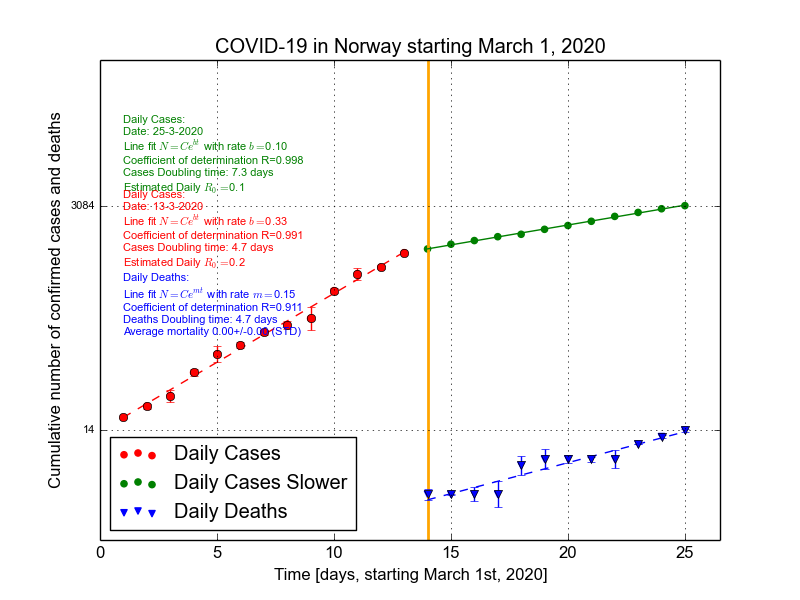 COVID-19 in Norway starting March 1, 2020
Cumulative number of confirmed cases and deaths
Daily Cases:
Date: 25-3-2020
Line fit N = Ce^{bt} with rate b = 0.10
Coefficient of determination R=0.998
Cases Doubling time: 7.3 days
Estimated Daily R_0 = 0.1
Daily Cases:
Date: 13-3-2020
Line fit N = Ce^{bt} with rate b = 0.33
Coefficient of determination R=0.991
Cases Doubling time: 4.7 days
Estimated Daily R_0 = 0.2
Daily Deaths:
Line fit N = Ce^{mt} with rate m = 0.15
Coefficient of determination R=0.911
Deaths Doubling time: 4.7 days
Average mortality 0.00+/-0.00 (STD)
3084
14
Daily Cases
Daily Cases Slower
Daily Deaths
0 5 10 15 20 25
Time [days, starting March 1st, 2020]